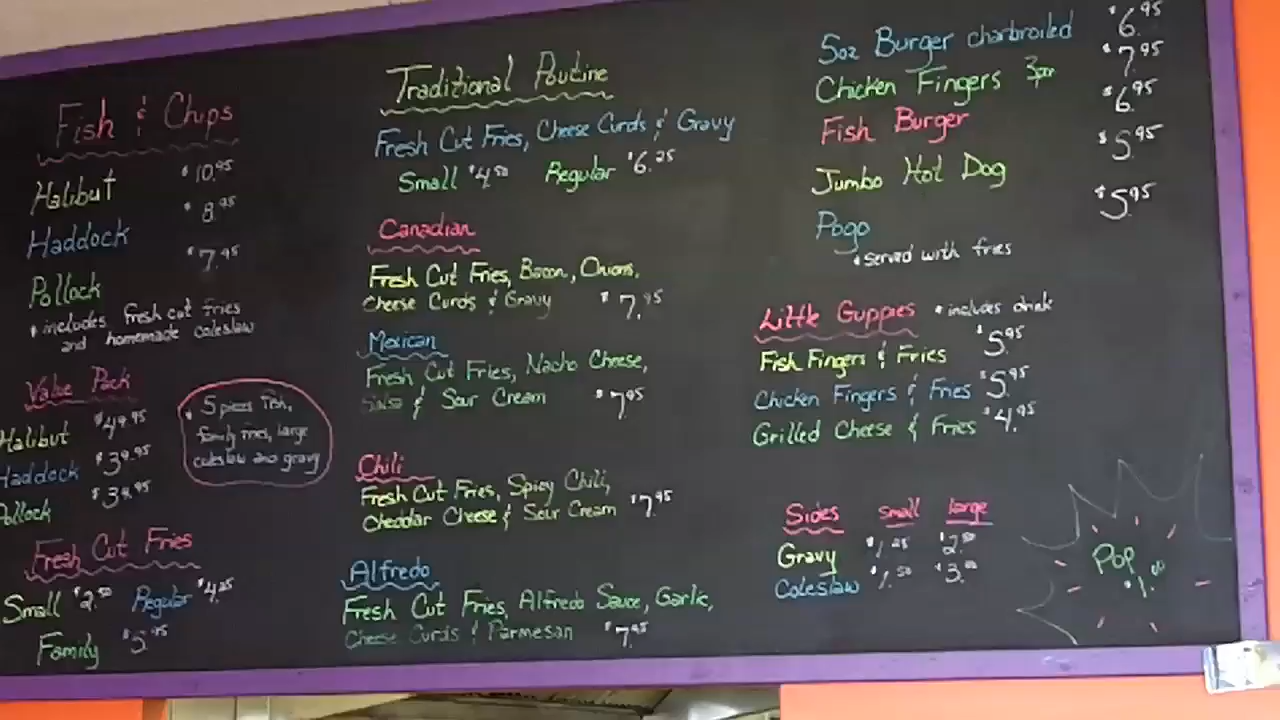 Fish & Chips
Halibut $10.95
Haddock $8.95
Pollock $7.95
* includes fresh cut fries
and homemade coleslaw
Value Pack
Halibut $49.95
Haddock $39.95
Pollock $34.95
* 5 pieces fish,
family fries, large
coleslaw and gravy
Fresh Cut Fries
Small $2.50 Regular $4.25
Family $5.95
Traditional Poutine
Fresh Cut Fries, Cheese Curds & Gravy
Small $4.50 Regular $6.25
Canadian
Fresh Cut Fries, Bacon, Onions,
Cheese Curds & Gravy $7.95
Mexican
Fresh Cut Fries, Nacho Cheese,
Salsa & Sour Cream $7.95
Chili
Fresh Cut Fries, Spicy Chili,
Cheddar Cheese & Sour Cream $7.95
Alfredo
Fresh Cut Fries, Alfredo Sauce, Garlic,
Cheese Curds & Parmesan $7.95
5oz Burger charbroiled $6.95
Chicken Fingers 3pc $7.95
Fish Burger $6.95
Jumbo Hot Dog $5.95
Pogo $5.95
* served with fries
Little Guppies * includes drink
Fish Fingers & Fries $5.95
Chicken Fingers & Fries $5.95
Grilled Cheese & Fries $4.95
Sides small large
Gravy $1.25 $2.50
Coleslaw $1.50 $3.00
Pop
$1.00